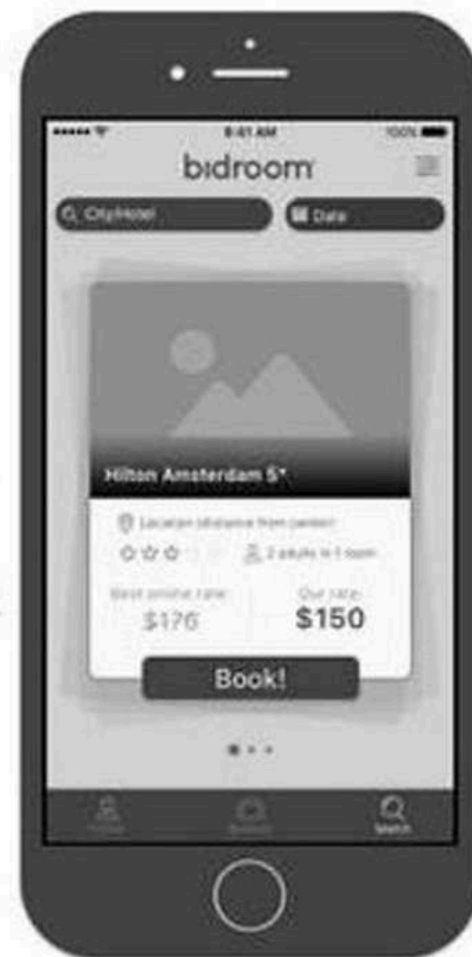 9:41 AM 100%
bidroom
City/Hotel Date
Hilton Amsterdam 5*
Location (distance from center)
2 adults in 1 room
Best online rate: Our rate:
$176 $150
Book!
Search